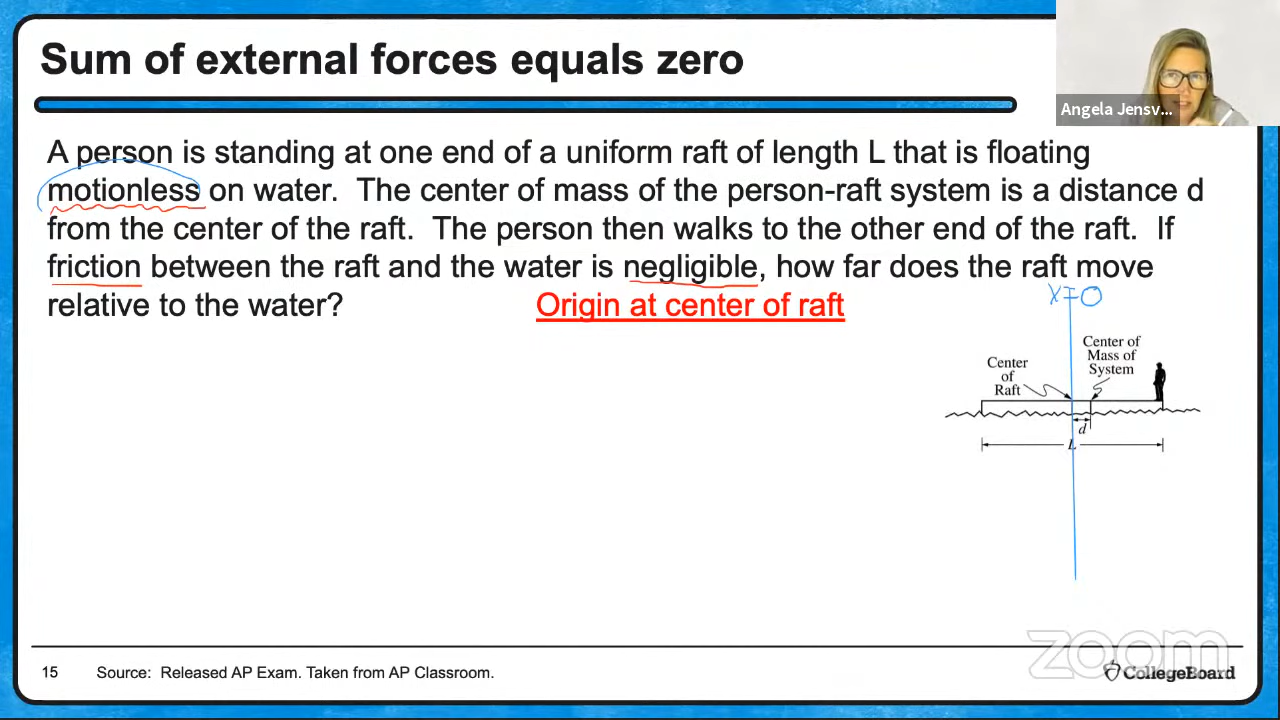 Sum of external forces equals zero
Angela Jensv...
A person is standing at one end of a uniform raft of length L that is floating
motionless on water. The center of mass of the person-raft system is a distance d
from the center of the raft. The person then walks to the other end of the raft. If
friction between the raft and the water is negligible, how far does the raft move
relative to the water?
Origin at center of raft
x=0
Center
of
Raft
Center of
Mass of
System
d
L
zoom
15
Source: Released AP Exam. Taken from AP Classroom.
CollegeBoard